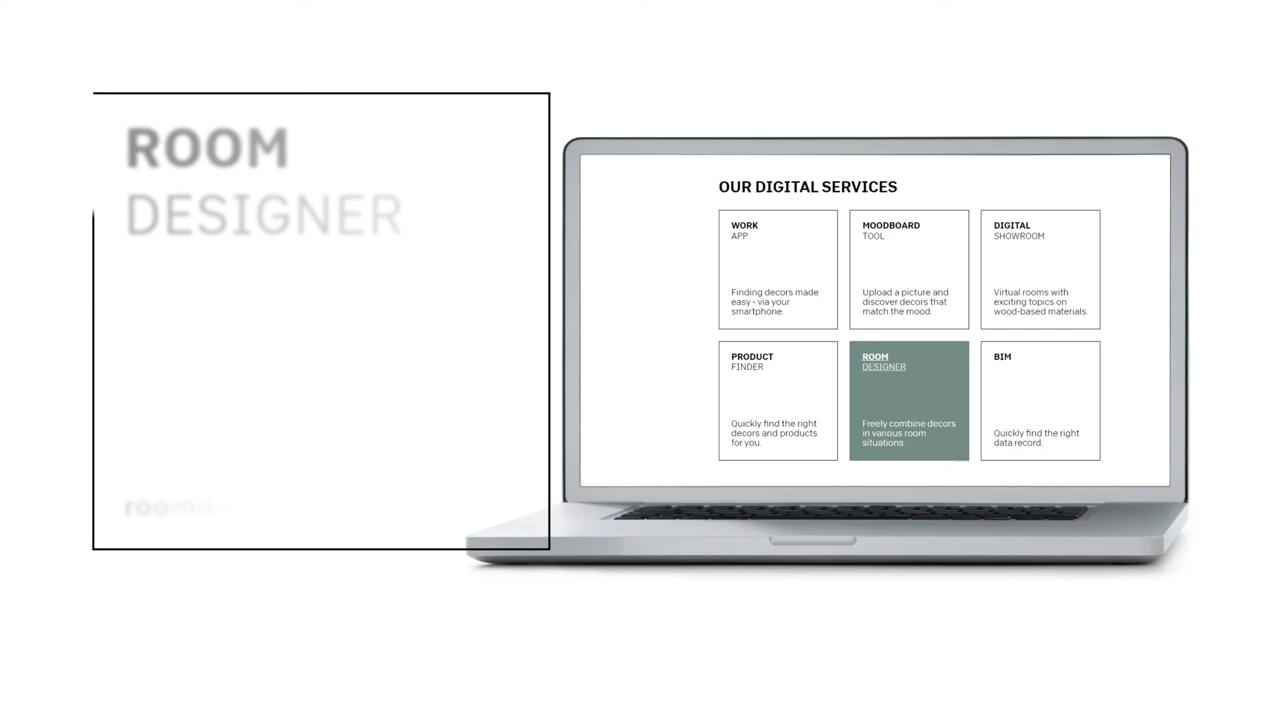 ROOM
DESIGNER
OUR DIGITAL SERVICES
WORK
APP
Finding decors made
easy - via your
smartphone.
MOODBOARD
TOOL
Upload a picture and
discover decors that
match the mood.
DIGITAL
SHOWROOM
Virtual rooms with
exciting topics on
wood-based materials.
PRODUCT
FINDER
Quickly find the right
decors and products
for you.
ROOM
DESIGNER
Freely combine decors
in various room
situations.
BIM
Quickly find the right
data record.